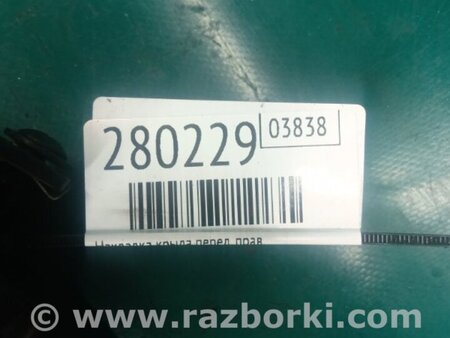 280229 03838
Накладка крыла перед. прав
© www.razborki.com